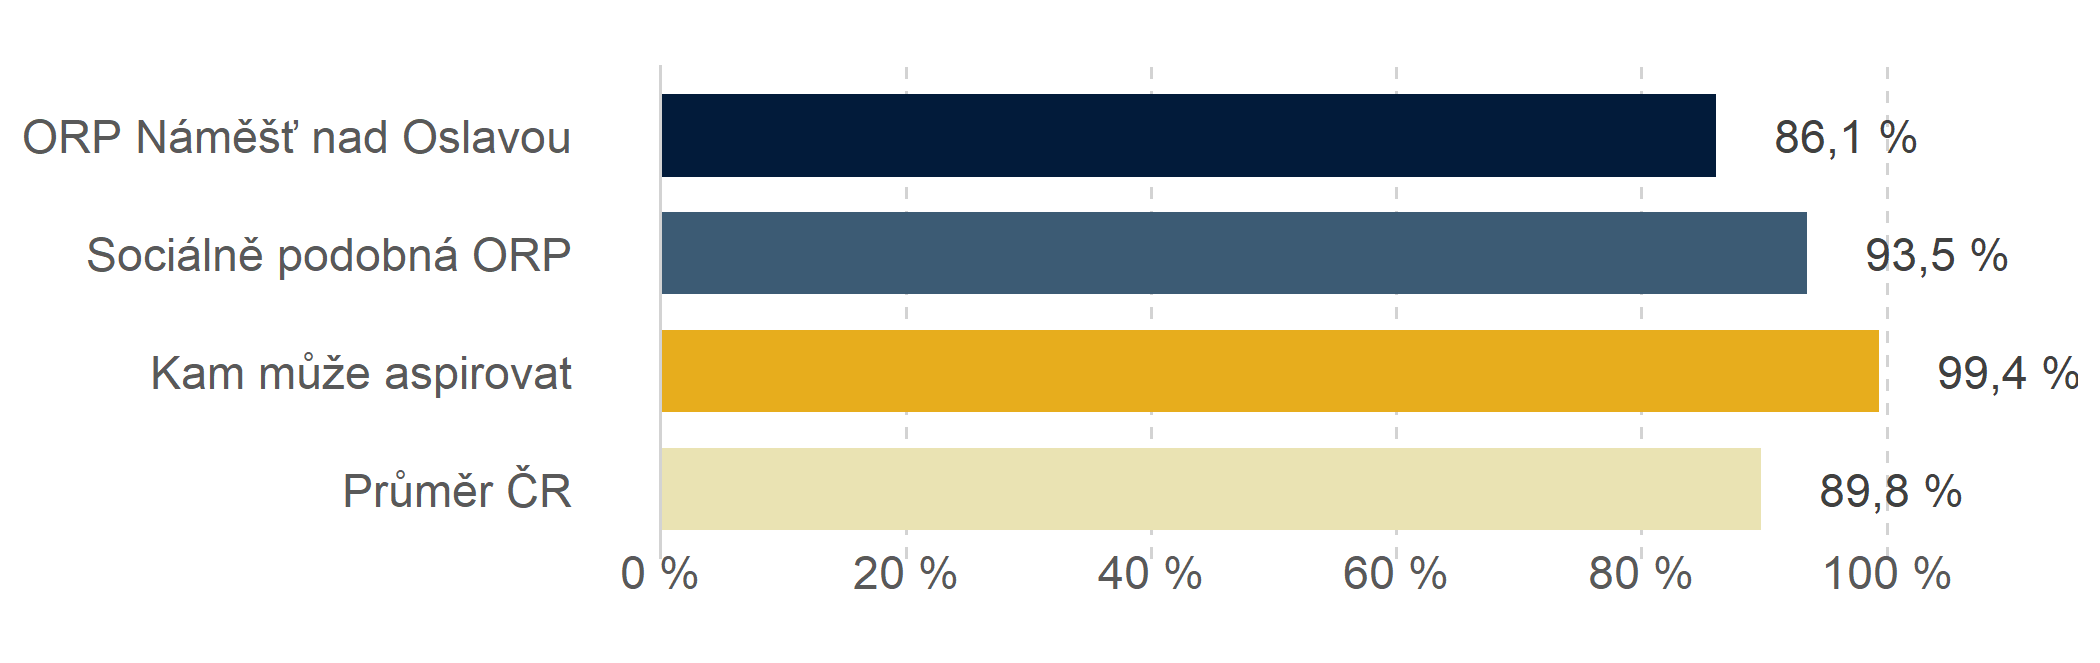 ORP Náměšť nad Oslavou 86,1 %
Sociálně podobná ORP 93,5 %
Kam může aspirovat 99,4 %
Průměr ČR 89,8 %
0 % 20 % 40 % 60 % 80 % 100 %